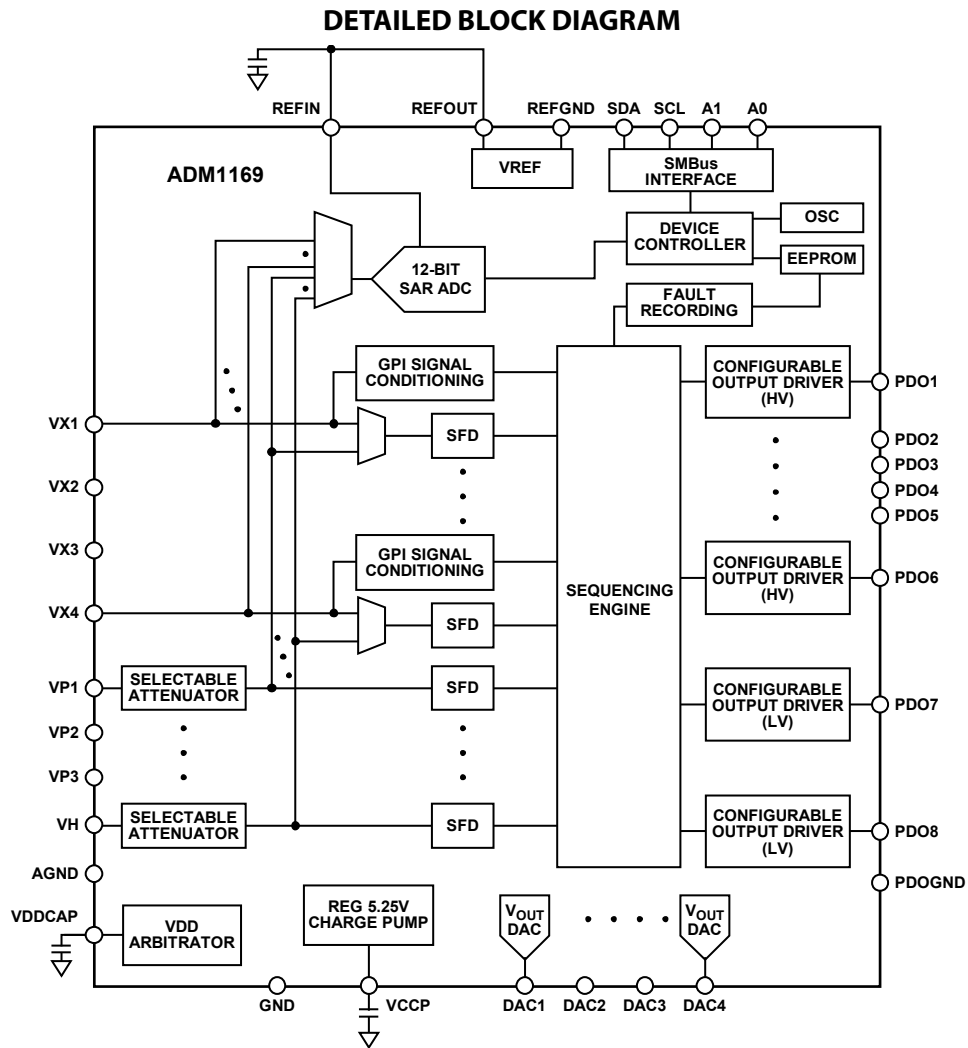 DETAILED BLOCK DIAGRAM
REFIN
REFOUT
REFGND
SDA
SCL
A1
A0
ADM1169
VREF
SMBus
INTERFACE
DEVICE
CONTROLLER
OSC
EEPROM
12-BIT
SAR ADC
FAULT
RECORDING
GPI SIGNAL
CONDITIONING
CONFIGURABLE
OUTPUT DRIVER
(HV)
PDO1
VX1
SFD
PDO2
PDO3
VX2
PDO4
PDO5
VX3
GPI SIGNAL
CONDITIONING
CONFIGURABLE
OUTPUT DRIVER
(HV)
PDO6
SEQUENCING
ENGINE
VX4
SFD
VP1
SELECTABLE
ATTENUATOR
SFD
CONFIGURABLE
OUTPUT DRIVER
(LV)
PDO7
VP2
VP3
VH
SELECTABLE
ATTENUATOR
SFD
CONFIGURABLE
OUTPUT DRIVER
(LV)
PDO8
AGND
PDOGND
VDDCAP
VDD
ARBITRATOR
REG 5.25V
CHARGE PUMP
VOUT
DAC
VOUT
DAC
GND
VCCP
DAC1
DAC2
DAC3
DAC4